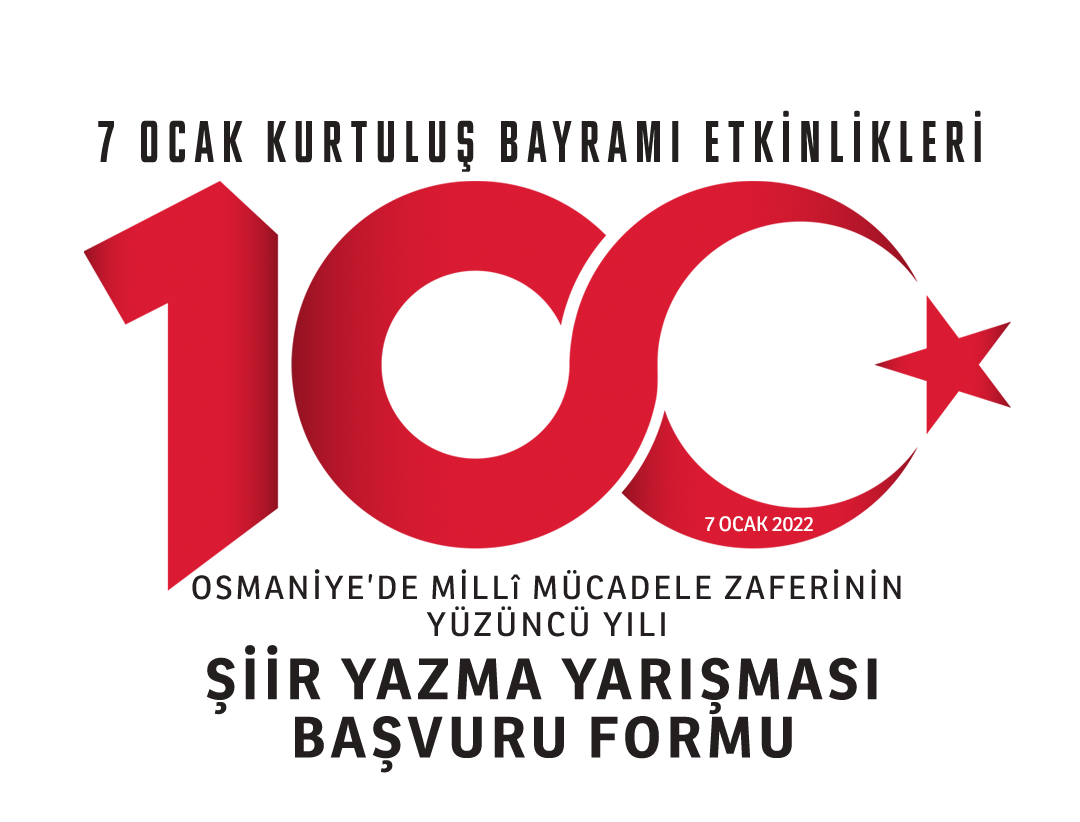 7 OCAK KURTULUŞ BAYRAMI ETKİNLİKLERİ
100
7 OCAK 2022
OSMANİYE'DE MİLLî MÜCADELE ZAFERİNİN
YÜZÜNCÜ YILI
ŞİİR YAZMA YARIŞMASI
BAŞVURU FORMU